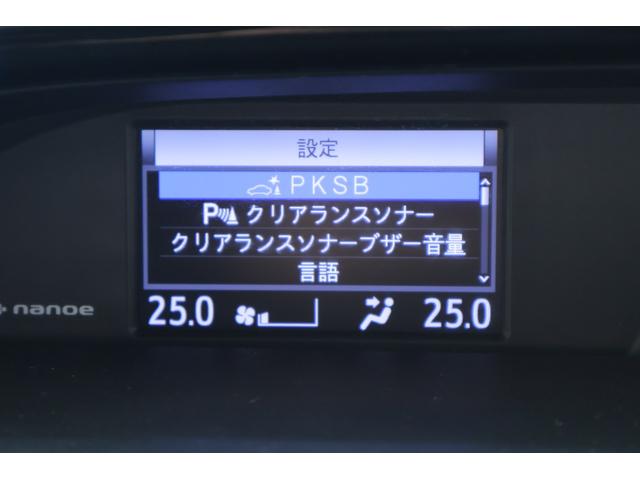 設定
PKSB
P クリアランスソナー
クリアランスソナーブザー音量
言語
nanoe
25.0 25.0